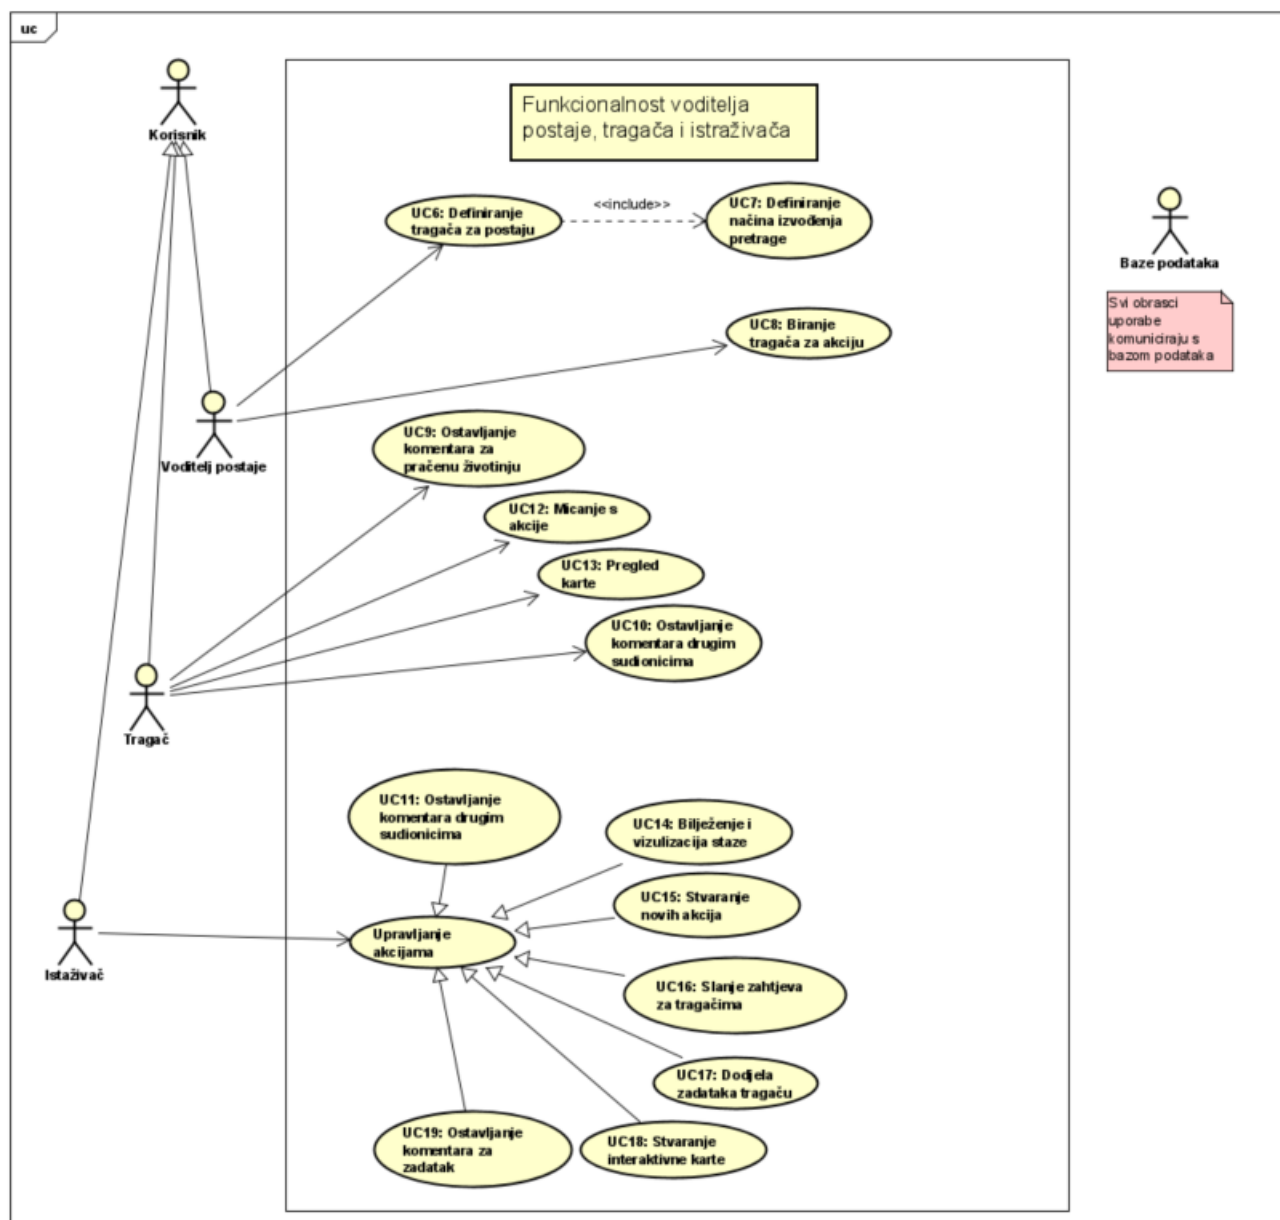 uc
Korisnik
Funkcionalnost voditelja
postaje, tragača i istraživača
UC6: Definiranje
tragača za postaju
<<include>>
UC7: Definiranje
načina izvođenja
pretrage
Baze podataka
Svi obrasci
uporabe
komuniciraju s
bazom podataka
UC8: Biranje
tragača za akciju
Voditelj postaje
UC9: Ostavljanje
komentara za
pračenu životinju
UC12: Micanje s
akcije
UC13: Pregled
karte
UC10: Ostavljanje
komentara drugim
sudionicima
Tragač
UC11: Ostavljanje
komentara drugim
sudionicima
UC14: Bilježenje i
vizulizacija staze
UC15: Stvaranje
novih akcija
Upravljanje
akcijama
Istaživač
UC16: Slanje zahtjeva
za tragačima
UC17: Dodjela
zadataka tragaču
UC19: Ostavljanje
komentara za
zadatak
UC18: Stvaranje
interaktivne karte